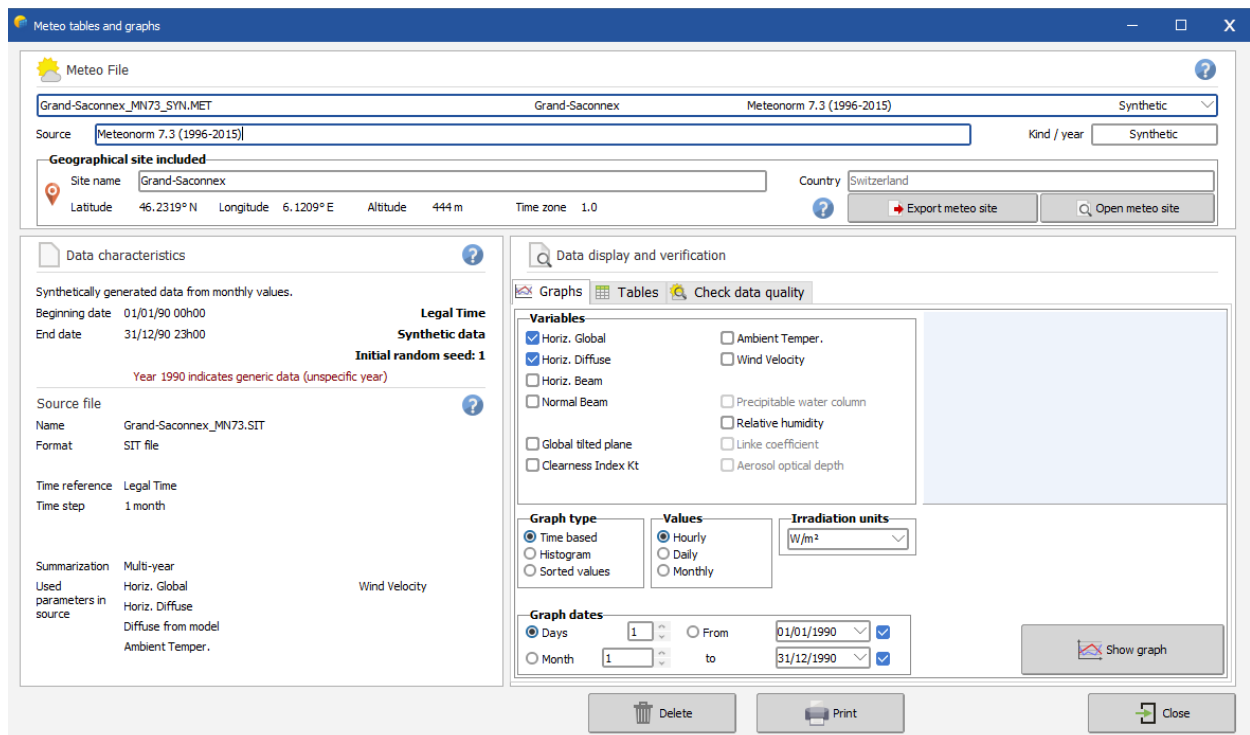 Meteo tables and graphs
Meteo File
Grand-Saconnex_MN73_SYN.MET Grand-Saconnex Meteonorm 7.3 (1996-2015) Synthetic
Source Meteonorm 7.3 (1996-2015) Kind / year Synthetic
Geographical site included
Site name Grand-Saconnex Country Switzerland
Latitude 46.2319° N Longitude 6.1209° E Altitude 444 m Time zone 1.0 Export meteo site Open meteo site
Data characteristics
Synthetically generated data from monthly values.
Beginning date 01/01/90 00h00 Legal Time
End date 31/12/90 23h00 Synthetic data
Initial random seed: 1
Year 1990 indicates generic data (unspecific year)
Source file
Name Grand-Saconnex_MN73.SIT
Format SIT file
Time reference Legal Time
Time step 1 month
Summarization Multi-year
Used parameters in source
Horiz. Global Wind Velocity
Horiz. Diffuse
Diffuse from model
Ambient Temper.
Data display and verification
Graphs Tables Check data quality
Variables
Horiz. Global Ambient Temper.
Horiz. Diffuse Wind Velocity
Horiz. Beam
Normal Beam Precipitable water column
Relative humidity
Global tilted plane Linke coefficient
Clearness Index Kt Aerosol optical depth
Graph type Values Irradiation units
Time based Hourly W/m²
Histogram Daily
Sorted values Monthly
Graph dates
Days 1 From 01/01/1990
Month 1 to 31/12/1990
Show graph
Delete Print Close